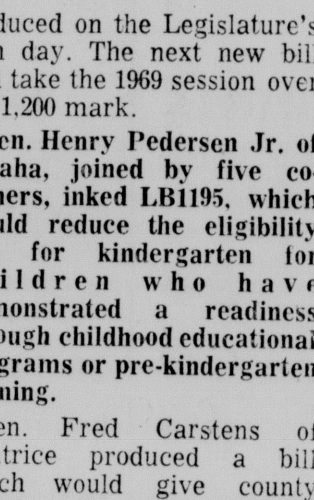 duced on the Legislature's
day. The next new bill
take the 1969 session over
1,200 mark.
en. Henry Pedersen Jr. of
aha, joined by five co-
ners, inked LB1195, which
uld reduce the eligibility
for kindergarten for
ildren who have
monstrated a readiness
ough childhood educational
grams or pre-kindergarten
ning.
en. Fred Carstens of
trice produced a bill
ch would give county